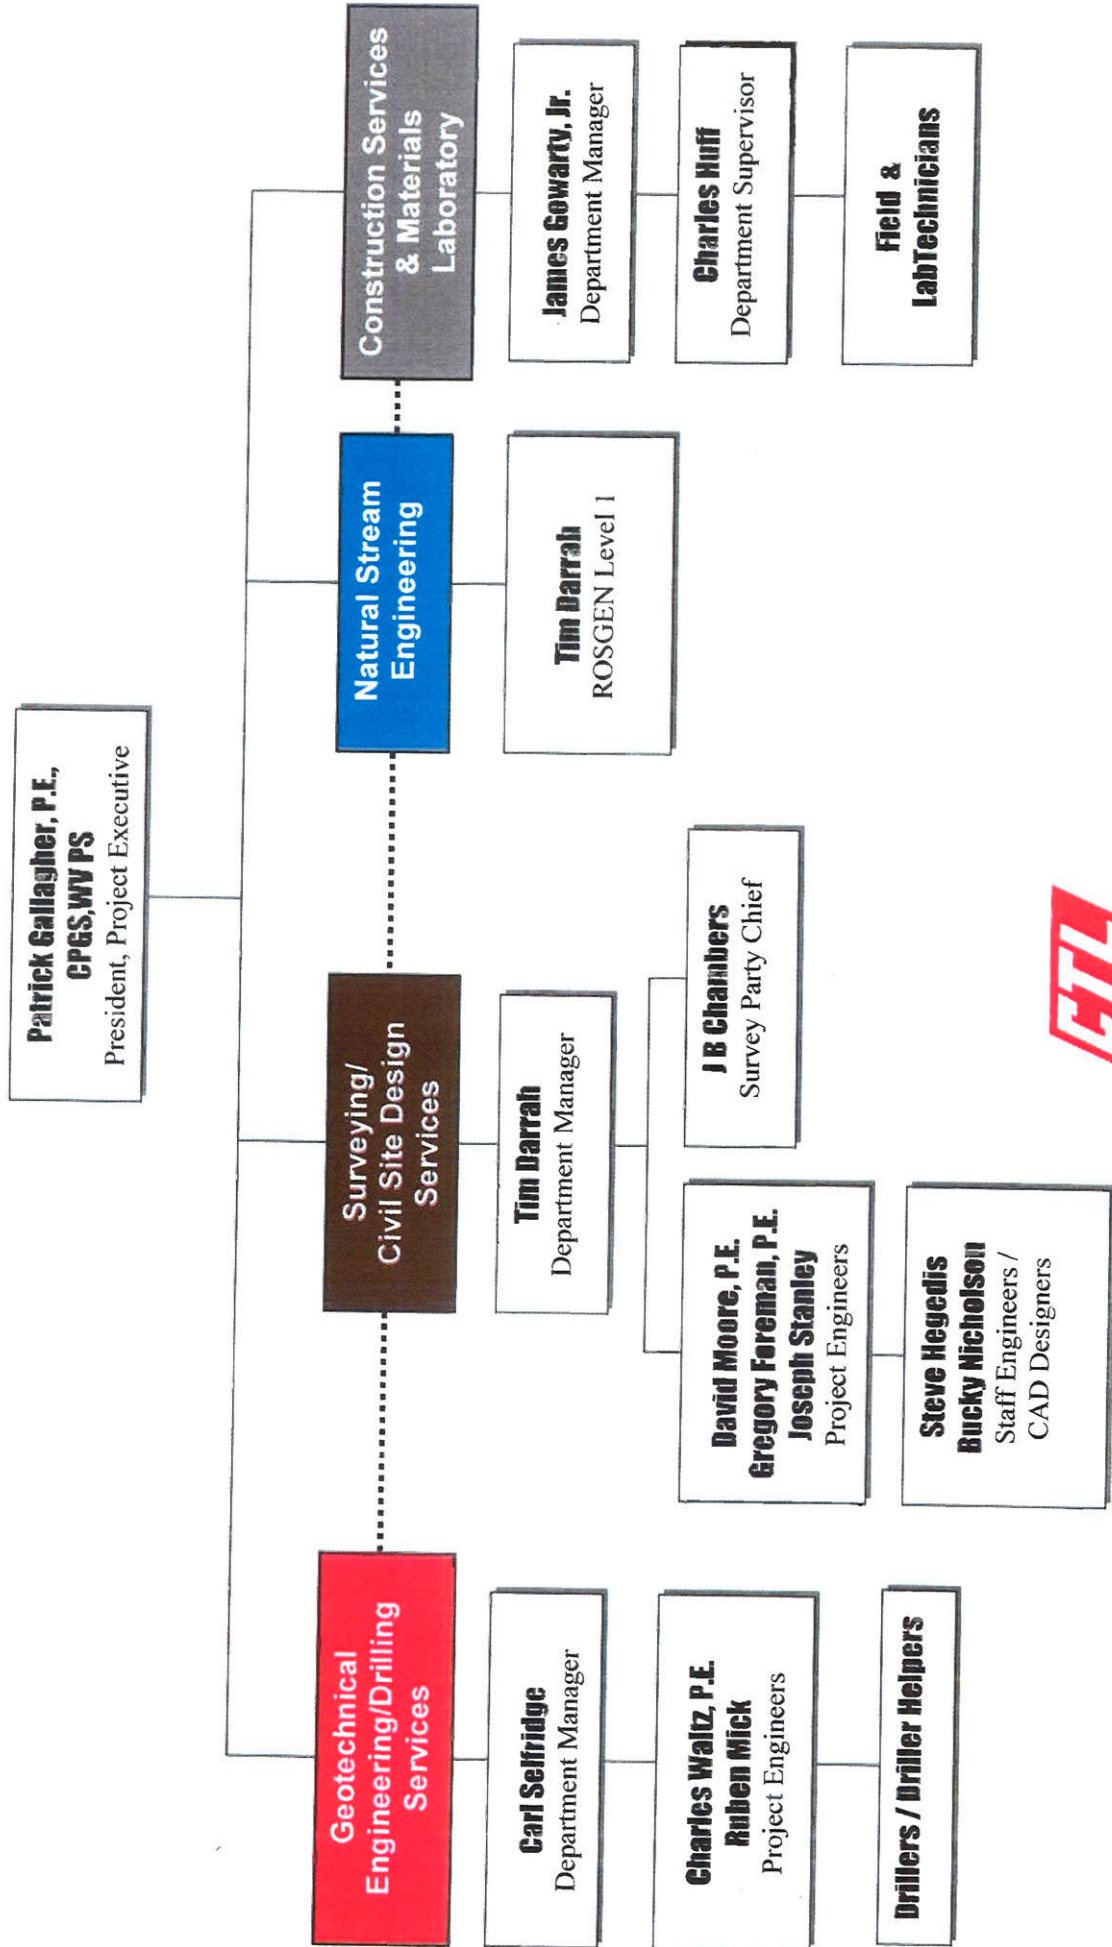 Patrick Gallagher, P.E.,
CPGS,WV PS
President, Project Executive
Geotechnical
Engineering/Drilling
Services
Carl Selfridge
Department Manager
Charles Waltz, P.E.
Ruben Mick
Project Engineers
Drillers / Driller Helpers
Surveying/
Civil Site Design
Services
Tim Darrah
Department Manager
David Moore, P.E.
Gregory Foreman, P.E.
Joseph Stanley
Project Engineers
Steve Hegedis
Bucky Nicholson
Staff Engineers /
CAD Designers
J B Chambers
Survey Party Chief
Natural Stream
Engineering
Tim Darrah
ROSGEN Level 1
Construction Services
& Materials
Laboratory
James Gowarty, Jr.
Department Manager
Charles Huff
Department Supervisor
Field &
LabTechnicians
CTL